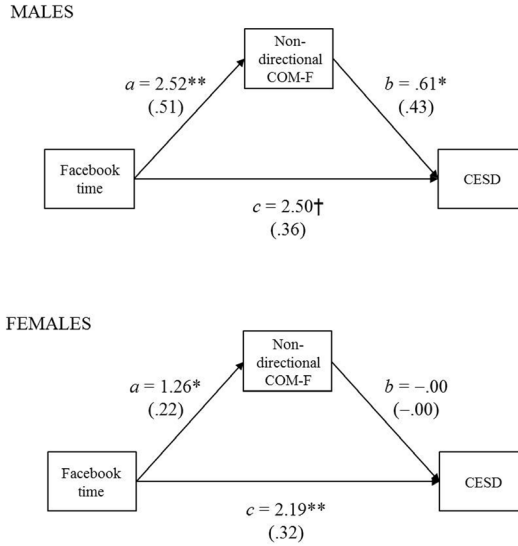 MALES
Non-
directional
COM-F
a = 2.52**
(.51)
b = .61*
(.43)
Facebook
time
CESD
c = 2.50†
(.36)
FEMALES
Non-
directional
COM-F
a = 1.26*
(.22)
b = −.00
(−.00)
Facebook
time
CESD
c = 2.19**
(.32)